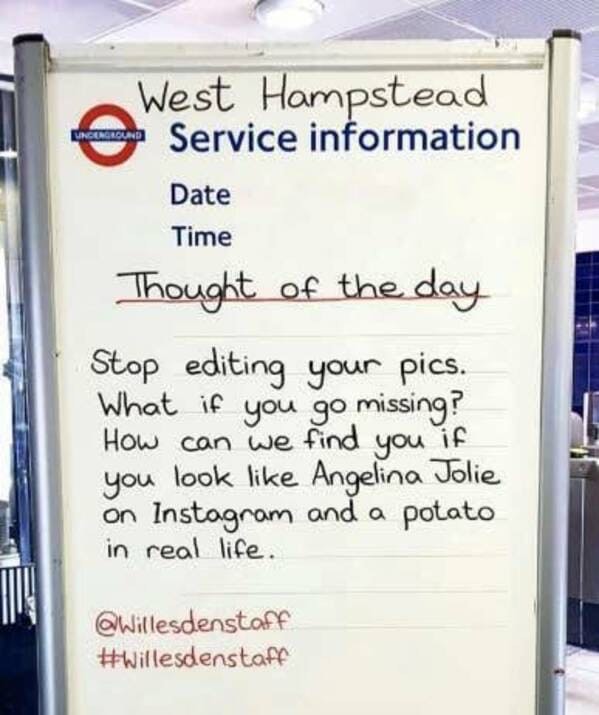 West Hampstead
UNDERGROUND
Service information
Date
Time
Thought of the day
Stop editing your pics.
What if you go missing?
How can we find you if
you look like Angelina Jolie
on Instagram and a potato
in real life.
@Willesdenstaff
#Willesdenstaff